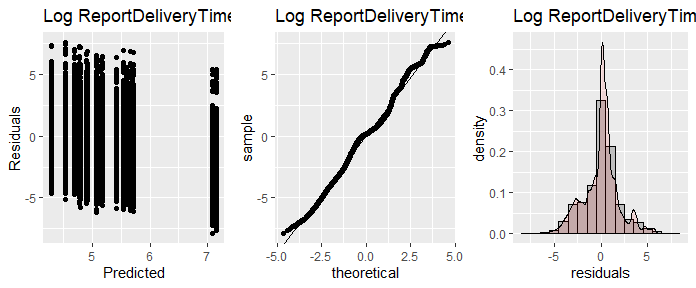 Log ReportDeliveryTime
Log ReportDeliveryTime
Log ReportDeliveryTim
Residuals
5
0
-5
5
6
7
Predicted
sample
5
0
-5
-5.0
-2.5
0.0
2.5
5.0
theoretical
density
0.4
0.3
0.2
0.1
0.0
-5
0
5
residuals